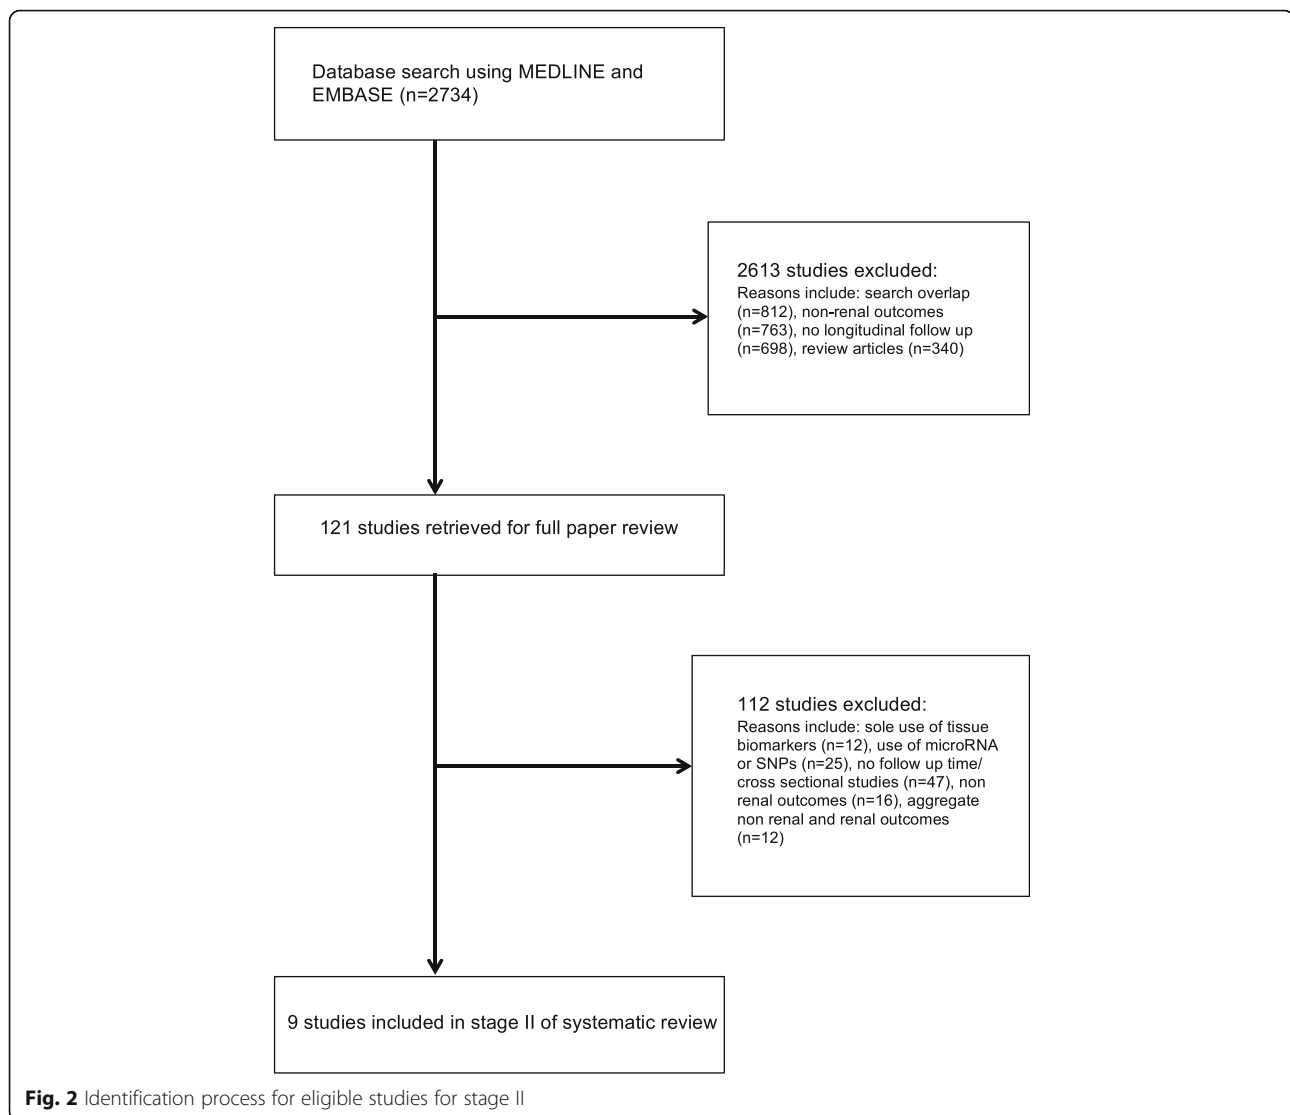 Database search using MEDLINE and
EMBASE (n=2734)
2613 studies excluded:
Reasons include: search overlap
(n=812), non-renal outcomes
(n=763), no longitudinal follow up
(n=698), review articles (n=340)
121 studies retrieved for full paper review
112 studies excluded:
Reasons include: sole use of tissue
biomarkers (n=12), use of microRNA
or SNPs (n=25), no follow up time/
cross sectional studies (n=47), non
renal outcomes (n=16), aggregate
non renal and renal outcomes
(n=12)
9 studies included in stage II of systematic review
Fig. 2 Identification process for eligible studies for stage II